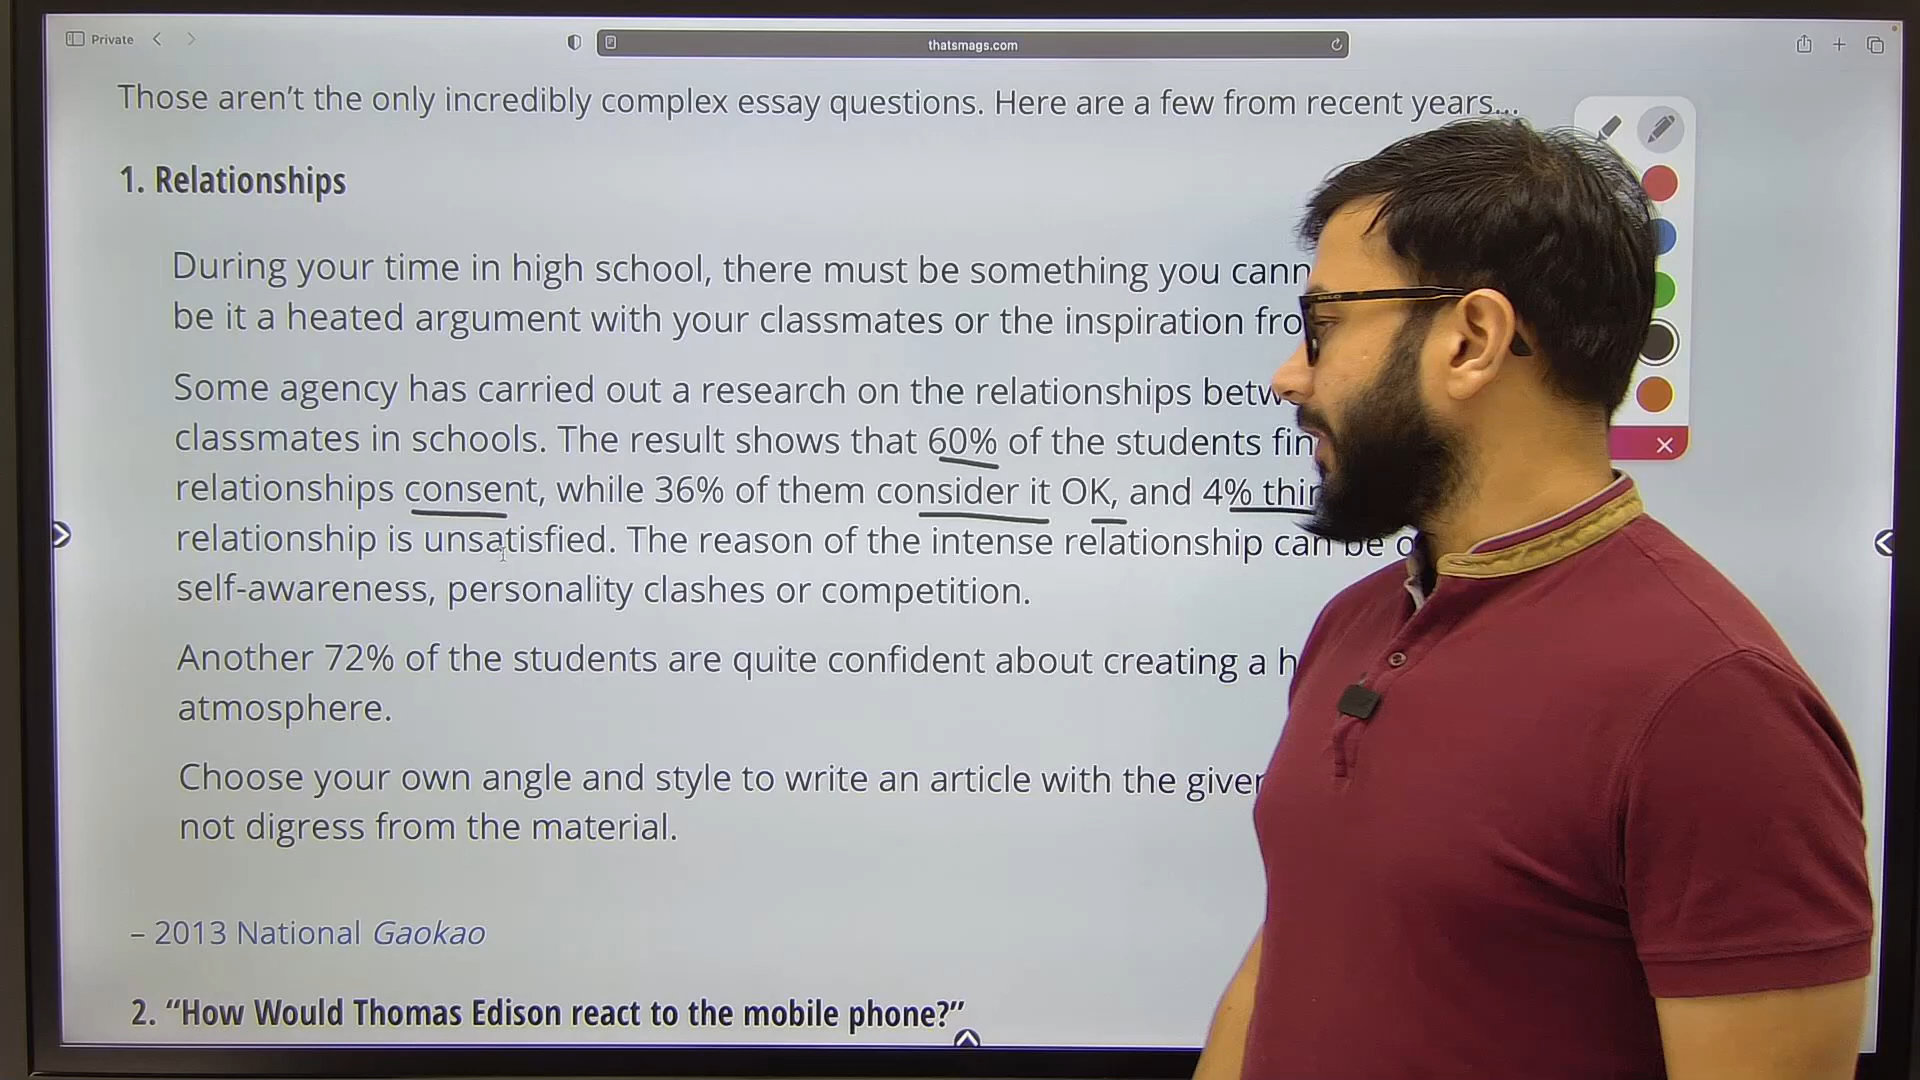 Private
thatsmags.com
Those aren't the only incredibly complex essay questions. Here are a few from recent years...
1. Relationships
During your time in high school, there must be something you
be it a heated argument with your classmates or the inspiration
Some agency has carried out a research on the relationships
classmates in schools. The result shows that 60% of the students
relationships consent, while 36% of them consider it OK, and 4%
relationship is unsatisfied. The reason of the intense relationship can be
self-awareness, personality clashes or competition.
Another 72% of the students are quite confident about creating a
atmosphere.
Choose your own angle and style to write an article with the
not digress from the material.
– 2013 National Gaokao
2. “How Would Thomas Edison react to the mobile phone?”